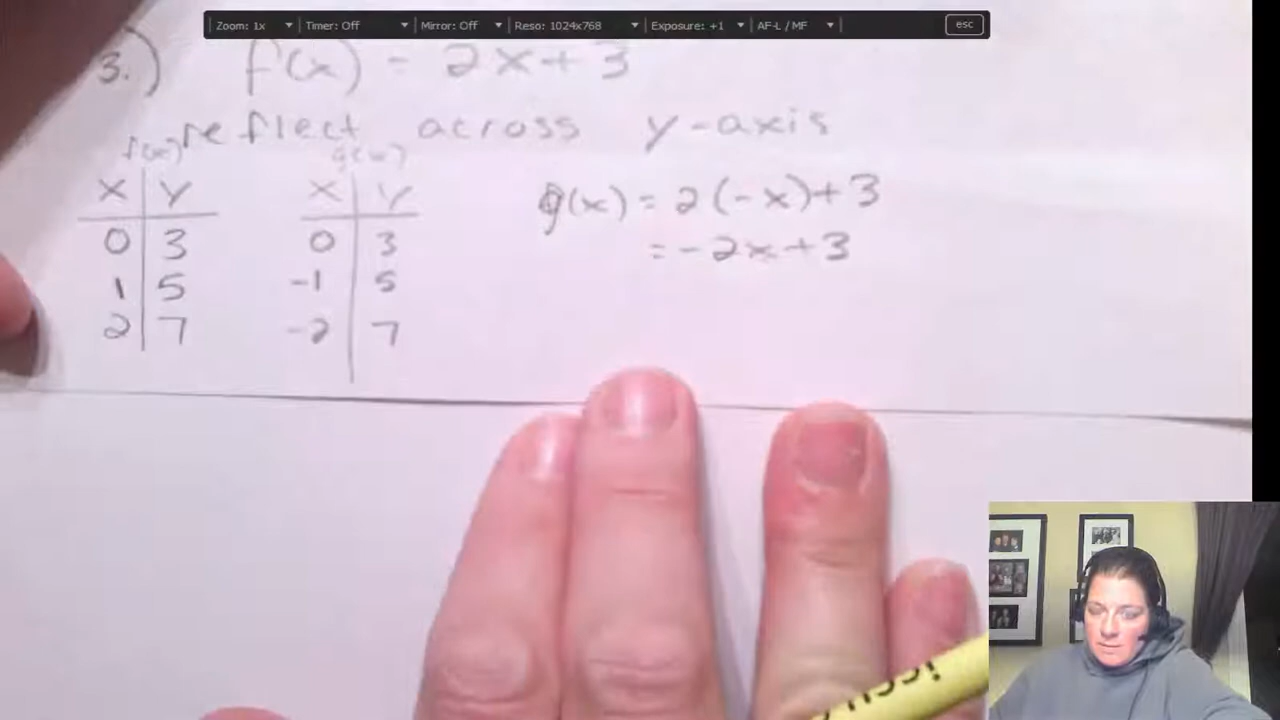 Zoom: 1x Timer: Off Mirror: Off Reso: 1024x768 Exposure: +1 AF-L / MF esc
3.) f(x) = 2x+3
reflect across y-axis
f(x) g(x)
X Y X Y
0 3 0 3
1 5 -1 5
2 7 -2 7
g(x) = 2(-x)+3
= -2x+3